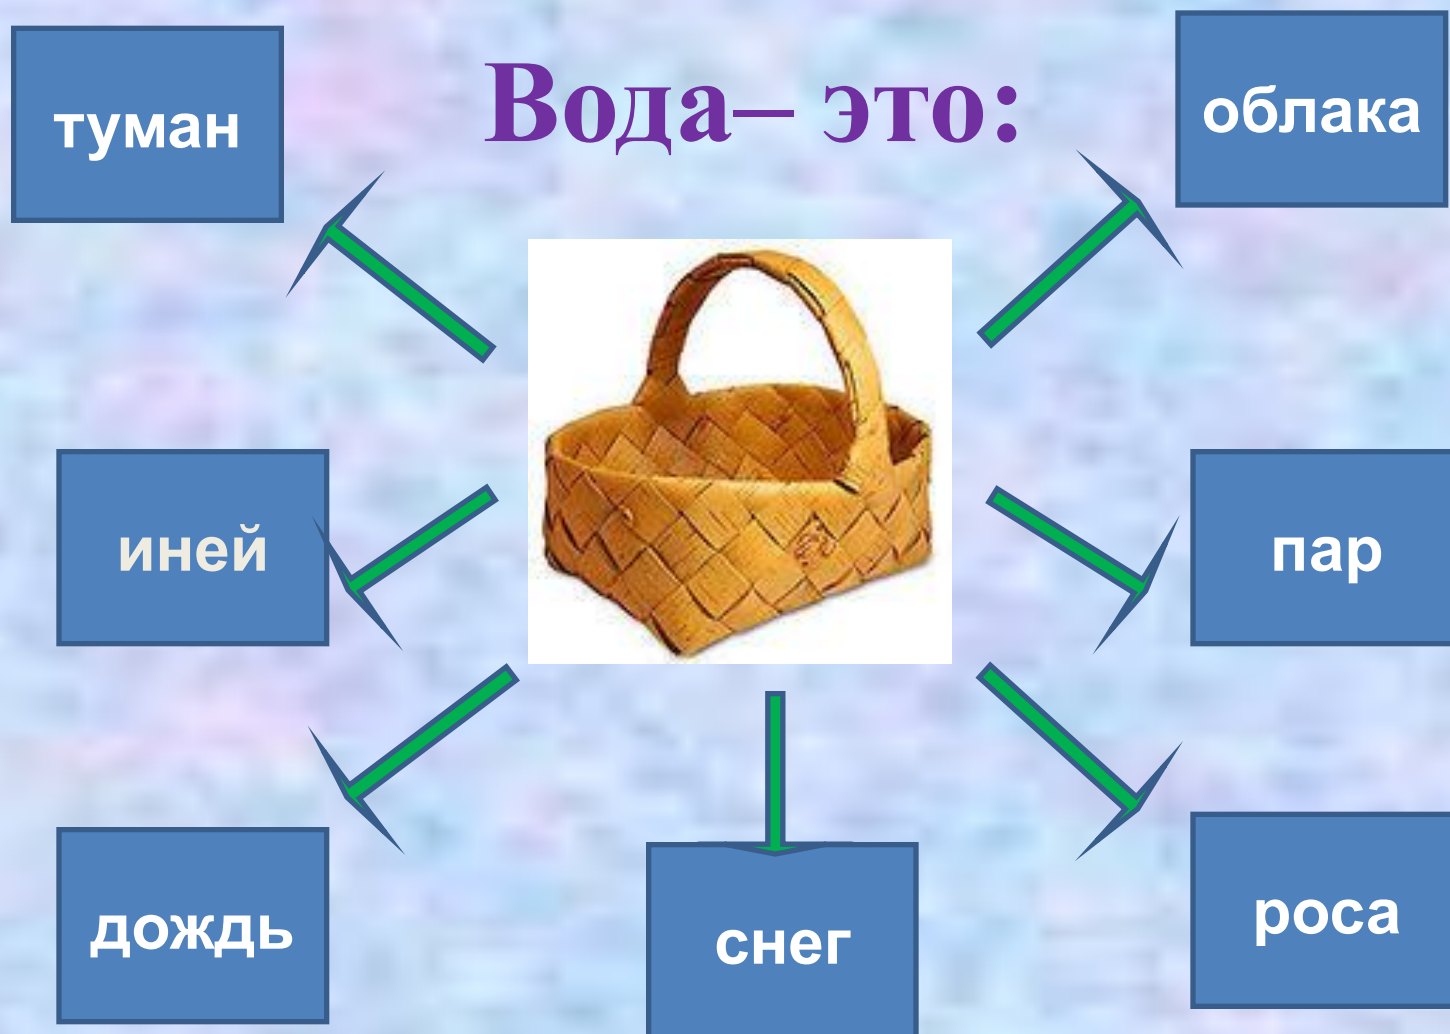 Вода– это:
туман
облака
иней
пар
дождь
снег
роса